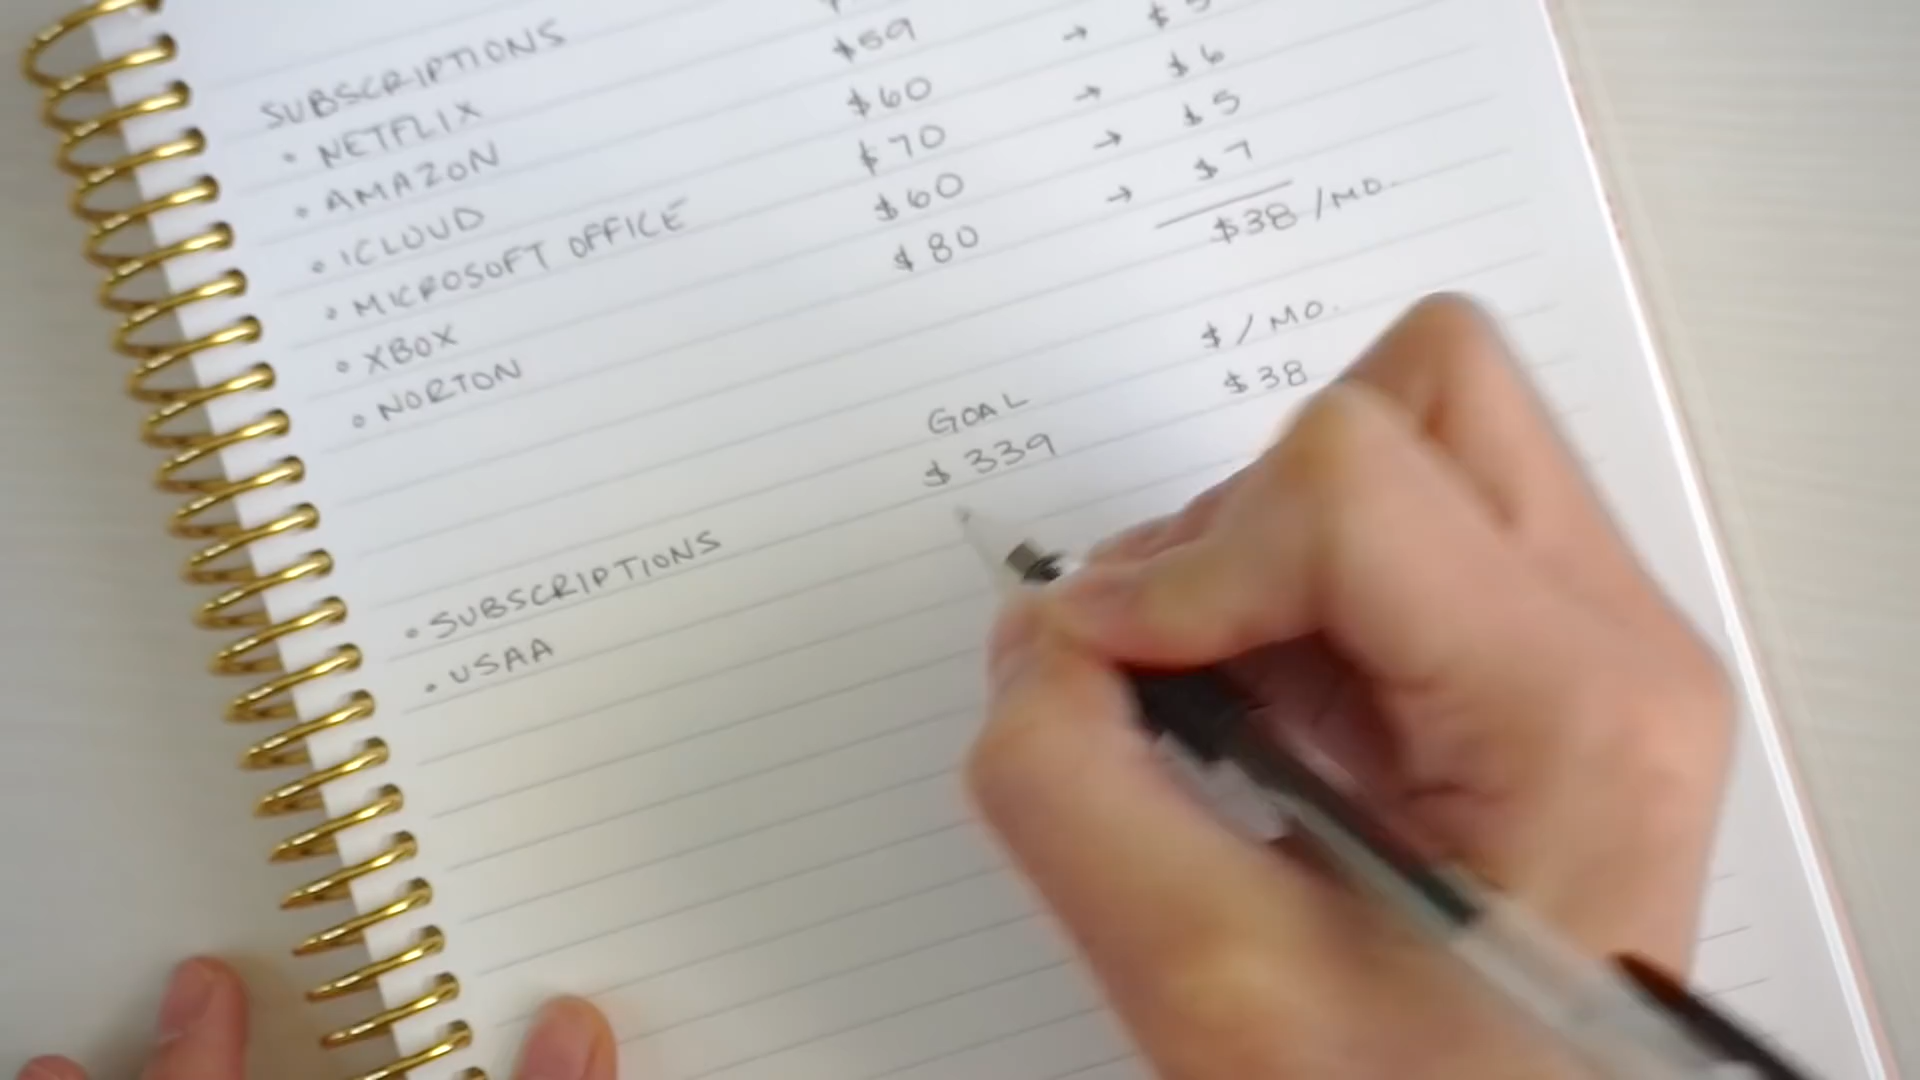 SUBSCRIPTIONS
• NETFLIX
• AMAZON $59
• ICLOUD $60 → $5
• MICROSOFT OFFICE $70 → $6
• XBOX $60 → $5
• NORTON $80 → $7
$38 /MO.
GOAL $ / MO.
• SUBSCRIPTIONS $339 $38
• USAA